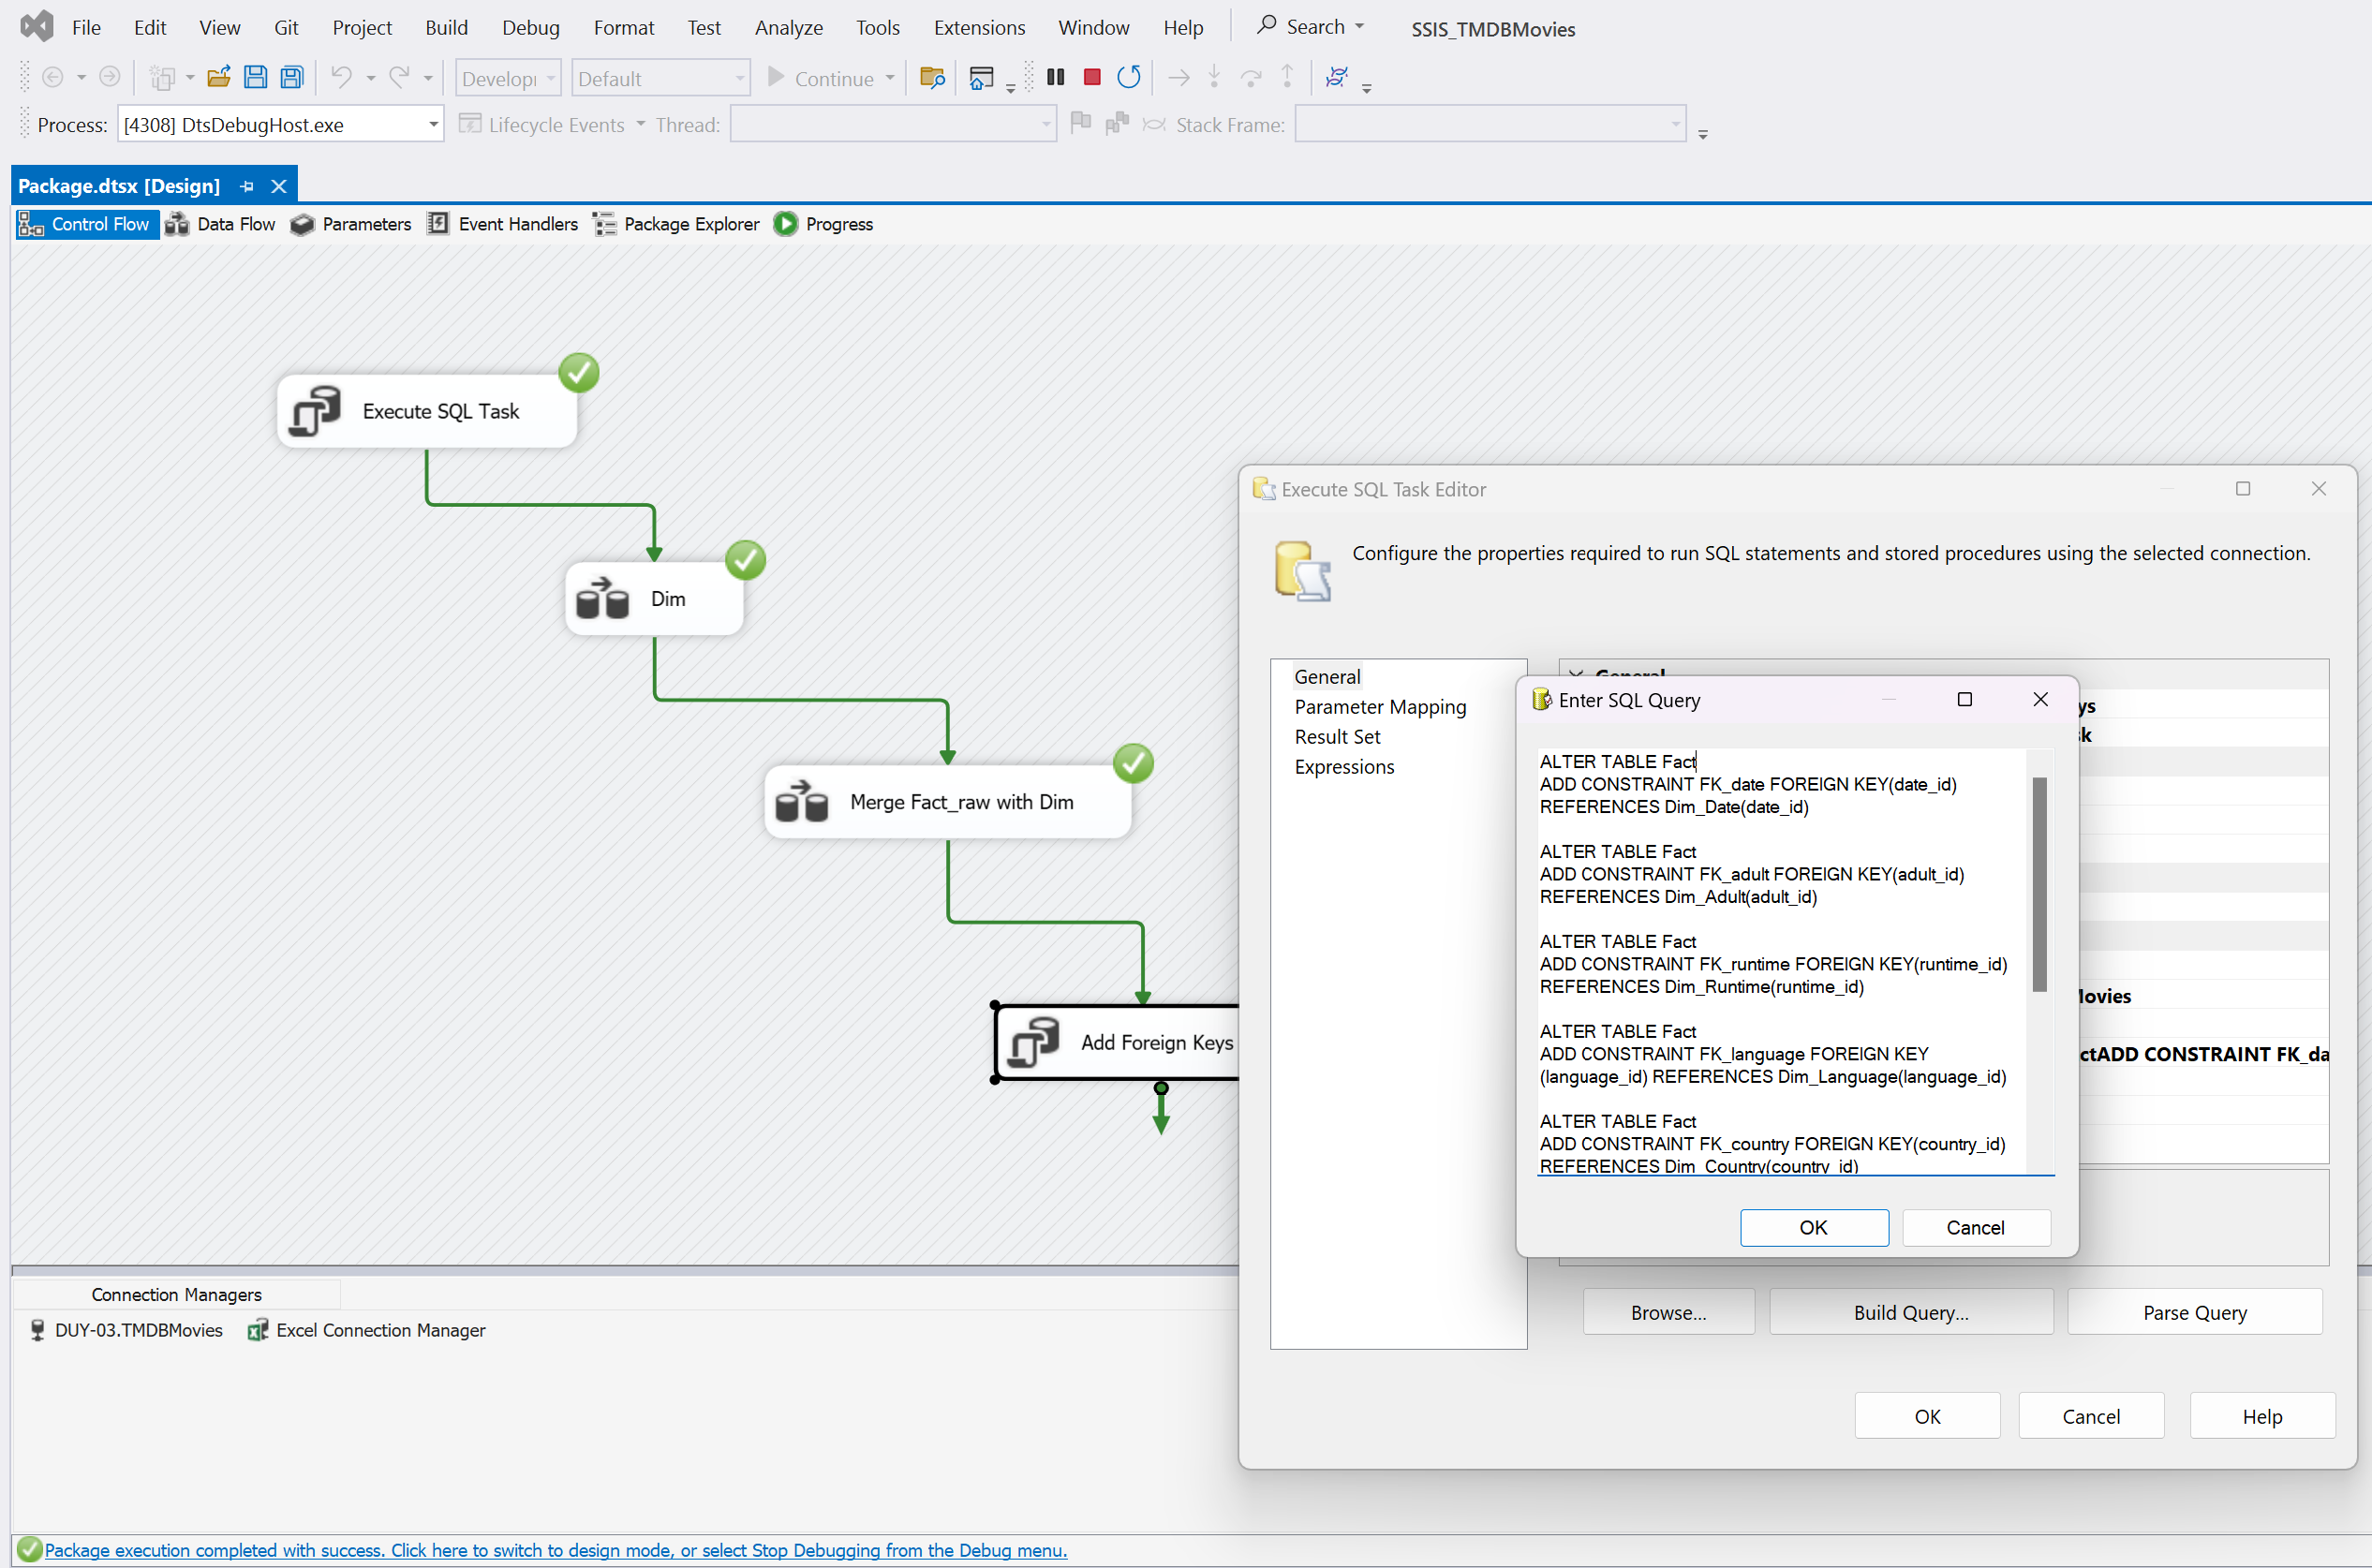 File Edit View Git Project Build Debug Format Test Analyze Tools Extensions Window Help Search SSIS_TMDBMovies
Developr Default Continue
Process: [4308] DtsDebugHost.exe Lifecycle Events Thread: Stack Frame:
Package.dtsx [Design]
Control Flow Data Flow Parameters Event Handlers Package Explorer Progress
Execute SQL Task
Dim
Merge Fact_raw with Dim
Add Foreign Keys
Execute SQL Task Editor
Configure the properties required to run SQL statements and stored procedures using the selected connection.
General
Parameter Mapping
Result Set
Expressions
General
ys
sk
Movies
ctADD CONSTRAINT FK_da
Enter SQL Query
ALTER TABLE Fact
ADD CONSTRAINT FK_date FOREIGN KEY(date_id)
REFERENCES Dim_Date(date_id)
ALTER TABLE Fact
ADD CONSTRAINT FK_adult FOREIGN KEY(adult_id)
REFERENCES Dim_Adult(adult_id)
ALTER TABLE Fact
ADD CONSTRAINT FK_runtime FOREIGN KEY(runtime_id)
REFERENCES Dim_Runtime(runtime_id)
ALTER TABLE Fact
ADD CONSTRAINT FK_language FOREIGN KEY
(language_id) REFERENCES Dim_Language(language_id)
ALTER TABLE Fact
ADD CONSTRAINT FK_country FOREIGN KEY(country_id)
REFERENCES Dim_Country(country_id)
OK Cancel
Browse... Build Query... Parse Query
OK Cancel Help
Connection Managers
DUY-03.TMDBMovies Excel Connection Manager
Package execution completed with success. Click here to switch to design mode, or select Stop Debugging from the Debug menu.